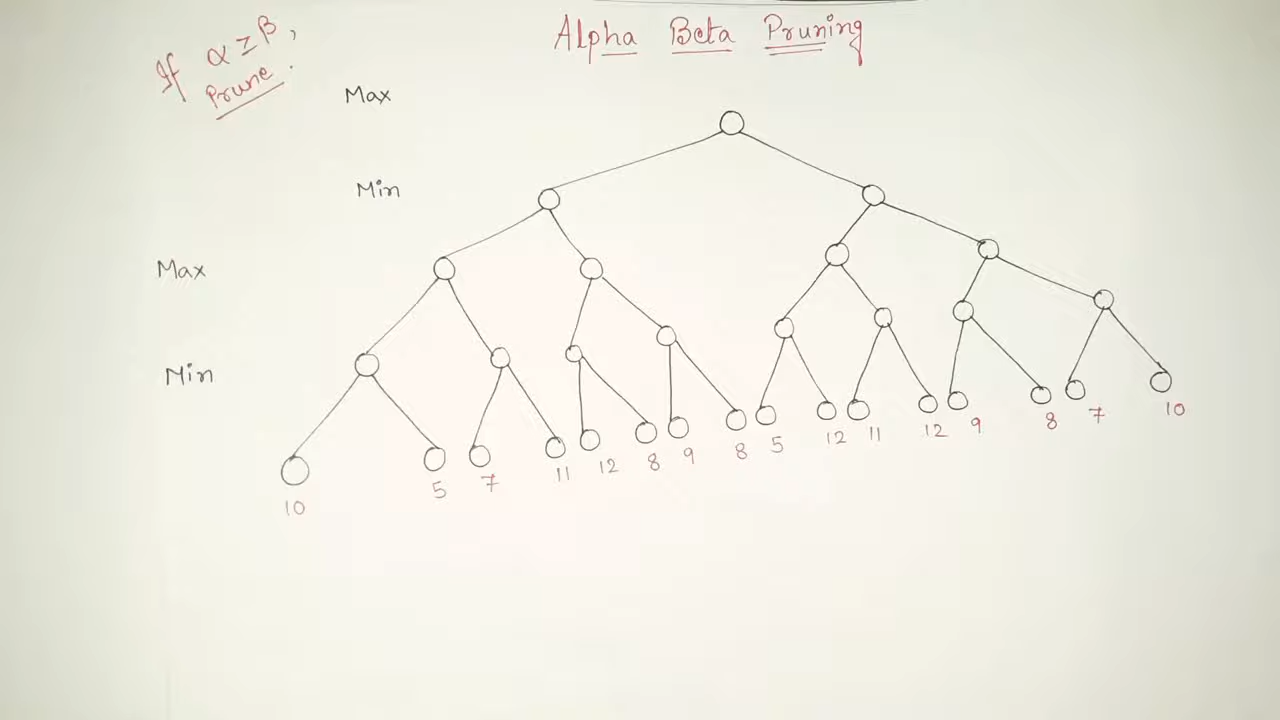 Alpha Beta Pruning
If α ≥ β,
Prune.
Max
Min
Max
Min
10 5 7 11 12 8 9 8 5 12 11 12 9 8 7 10